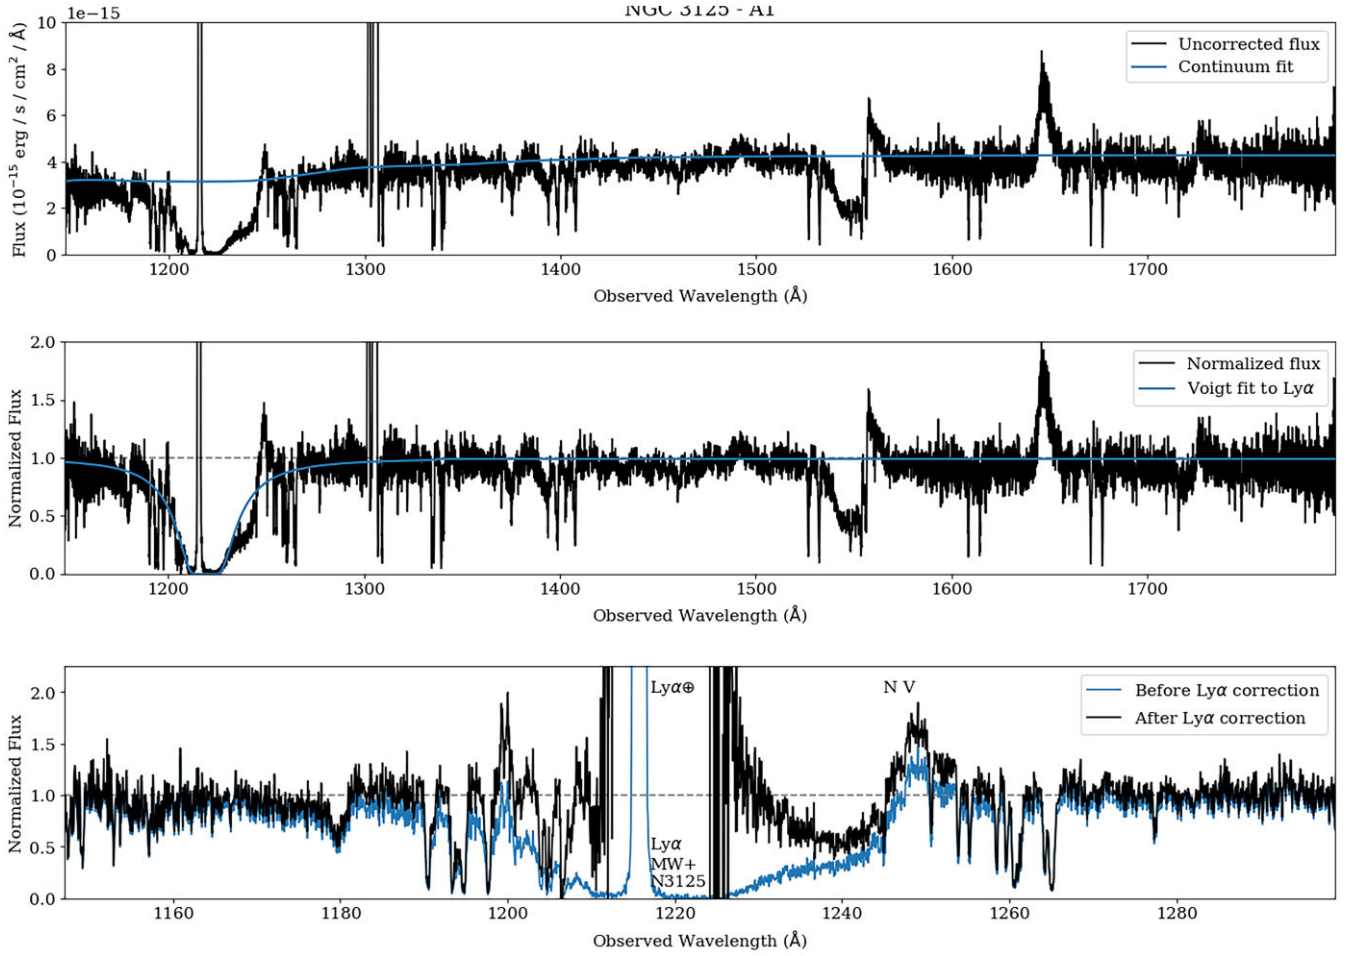 NGC 3125 - A1
1e−15
10
8
6
4
2
0
Flux (10⁻¹⁵ erg / s / cm² / Å)
Uncorrected flux
Continuum fit
1200 1300 1400 1500 1600 1700
Observed Wavelength (Å)
2.0
1.5
1.0
0.5
0.0
Normalized Flux
Normalized flux
Voigt fit to Lyα
1200 1300 1400 1500 1600 1700
Observed Wavelength (Å)
2.0
1.5
1.0
0.5
0.0
Normalized Flux
Lyα⊕
N V
Before Lyα correction
After Lyα correction
Lyα
MW+
N3125
1160 1180 1200 1220 1240 1260 1280
Observed Wavelength (Å)